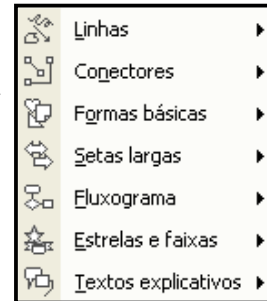 Linhas
Conectores
Formas básicas
Setas largas
Fluxograma
Estrelas e faixas
Textos explicativos